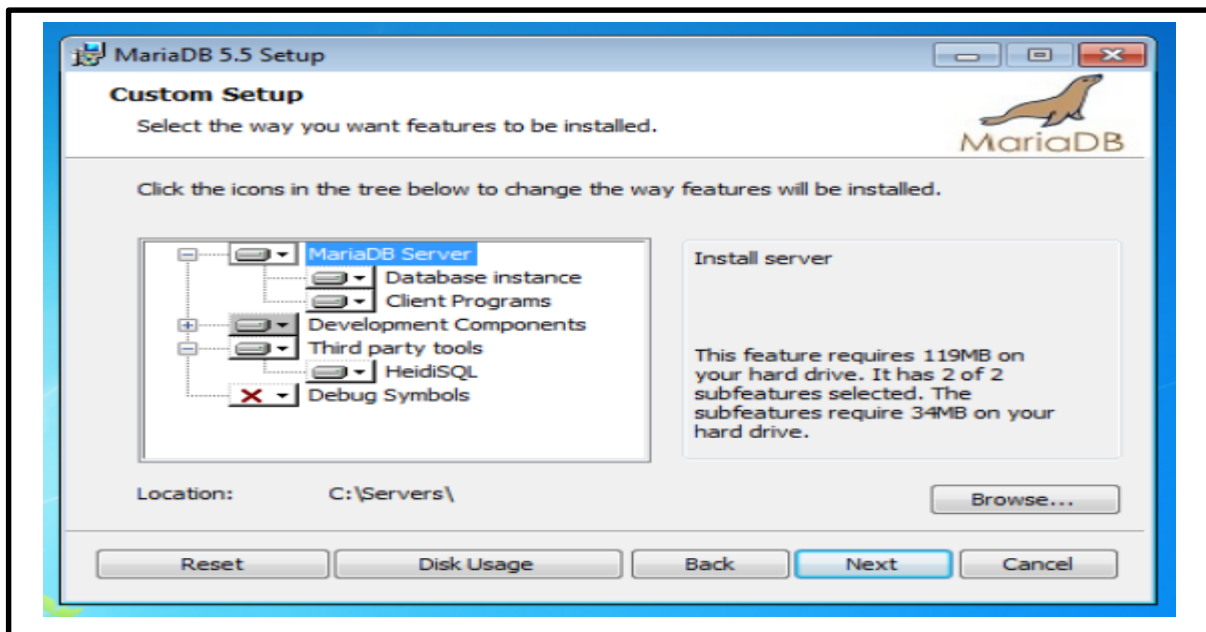 MariaDB 5.5 Setup
Custom Setup
Select the way you want features to be installed.
MariaDB
Click the icons in the tree below to change the way features will be installed.
MariaDB Server
Database instance
Client Programs
Development Components
Third party tools
HeidiSQL
Debug Symbols
Install server
This feature requires 119MB on
your hard drive. It has 2 of 2
subfeatures selected. The
subfeatures require 34MB on your
hard drive.
Location: C:\Servers\
Browse...
Reset Disk Usage Back Next Cancel